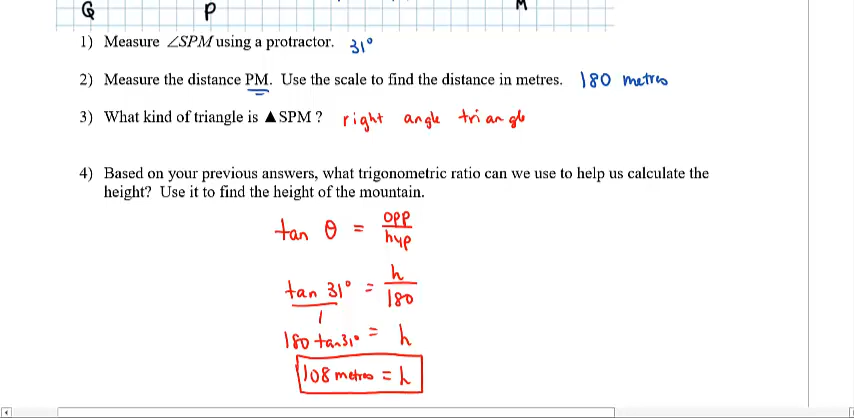 Q P M
1) Measure ∠SPM using a protractor. 31°
2) Measure the distance PM. Use the scale to find the distance in metres. 180 metres
3) What kind of triangle is ▲SPM ? right angle triangle
4) Based on your previous answers, what trigonometric ratio can we use to help us calculate the
height? Use it to find the height of the mountain.
tan θ = opp/hyp
tan 31°/1 = h/180
180 tan31° = h
108 metres = h